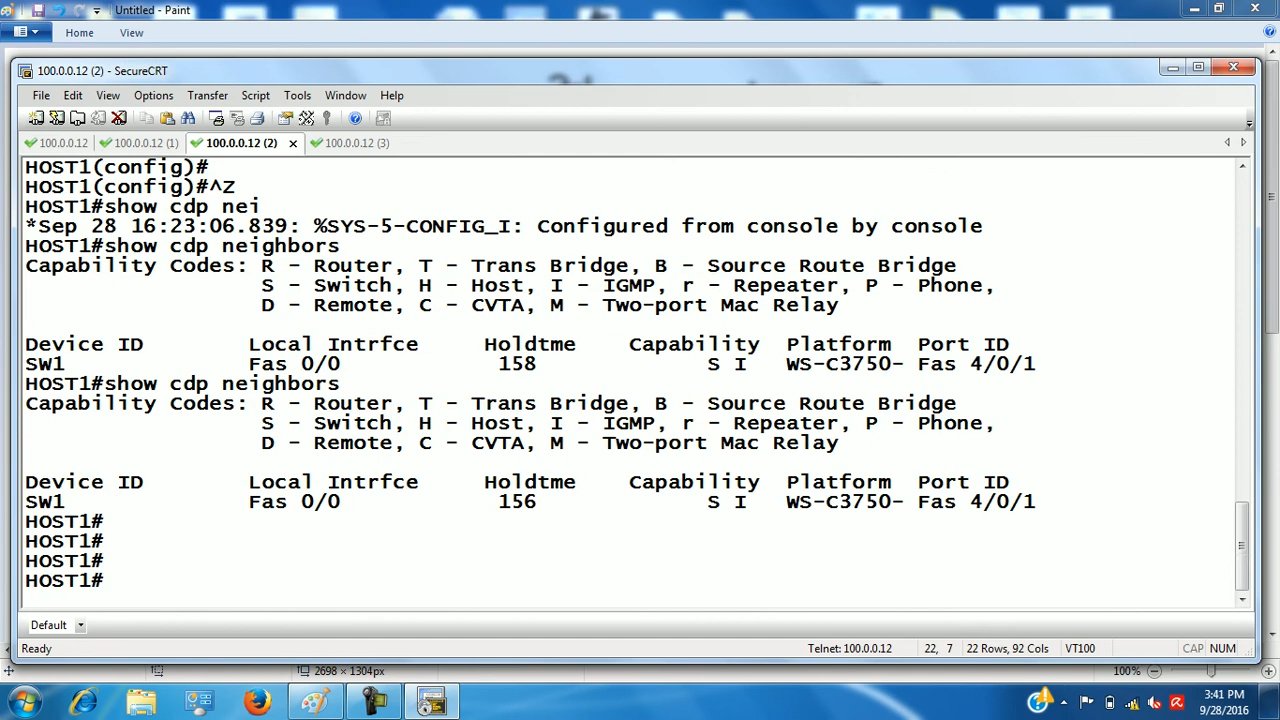 Untitled - Paint
Home View
100.0.0.12 (2) - SecureCRT
File Edit View Options Transfer Script Tools Window Help
100.0.0.12 100.0.0.12 (1) 100.0.0.12 (2) 100.0.0.12 (3)
HOST1(config)#
HOST1(config)#^Z
HOST1#show cdp nei
*Sep 28 16:23:06.839: %SYS-5-CONFIG_I: Configured from console by console
HOST1#show cdp neighbors
Capability Codes: R - Router, T - Trans Bridge, B - Source Route Bridge
S - Switch, H - Host, I - IGMP, r - Repeater, P - Phone,
D - Remote, C - CVTA, M - Two-port Mac Relay
Device ID Local Intrfce Holdtme Capability Platform Port ID
SW1 Fas 0/0 158 S I WS-C3750- Fas 4/0/1
HOST1#show cdp neighbors
Capability Codes: R - Router, T - Trans Bridge, B - Source Route Bridge
S - Switch, H - Host, I - IGMP, r - Repeater, P - Phone,
D - Remote, C - CVTA, M - Two-port Mac Relay
Device ID Local Intrfce Holdtme Capability Platform Port ID
SW1 Fas 0/0 156 S I WS-C3750- Fas 4/0/1
HOST1#
HOST1#
HOST1#
HOST1#
Default
Ready Telnet: 100.0.0.12 22, 7 22 Rows, 92 Cols VT100 CAP NUM
2698 × 1304px 100%
3:41 PM
9/28/2016